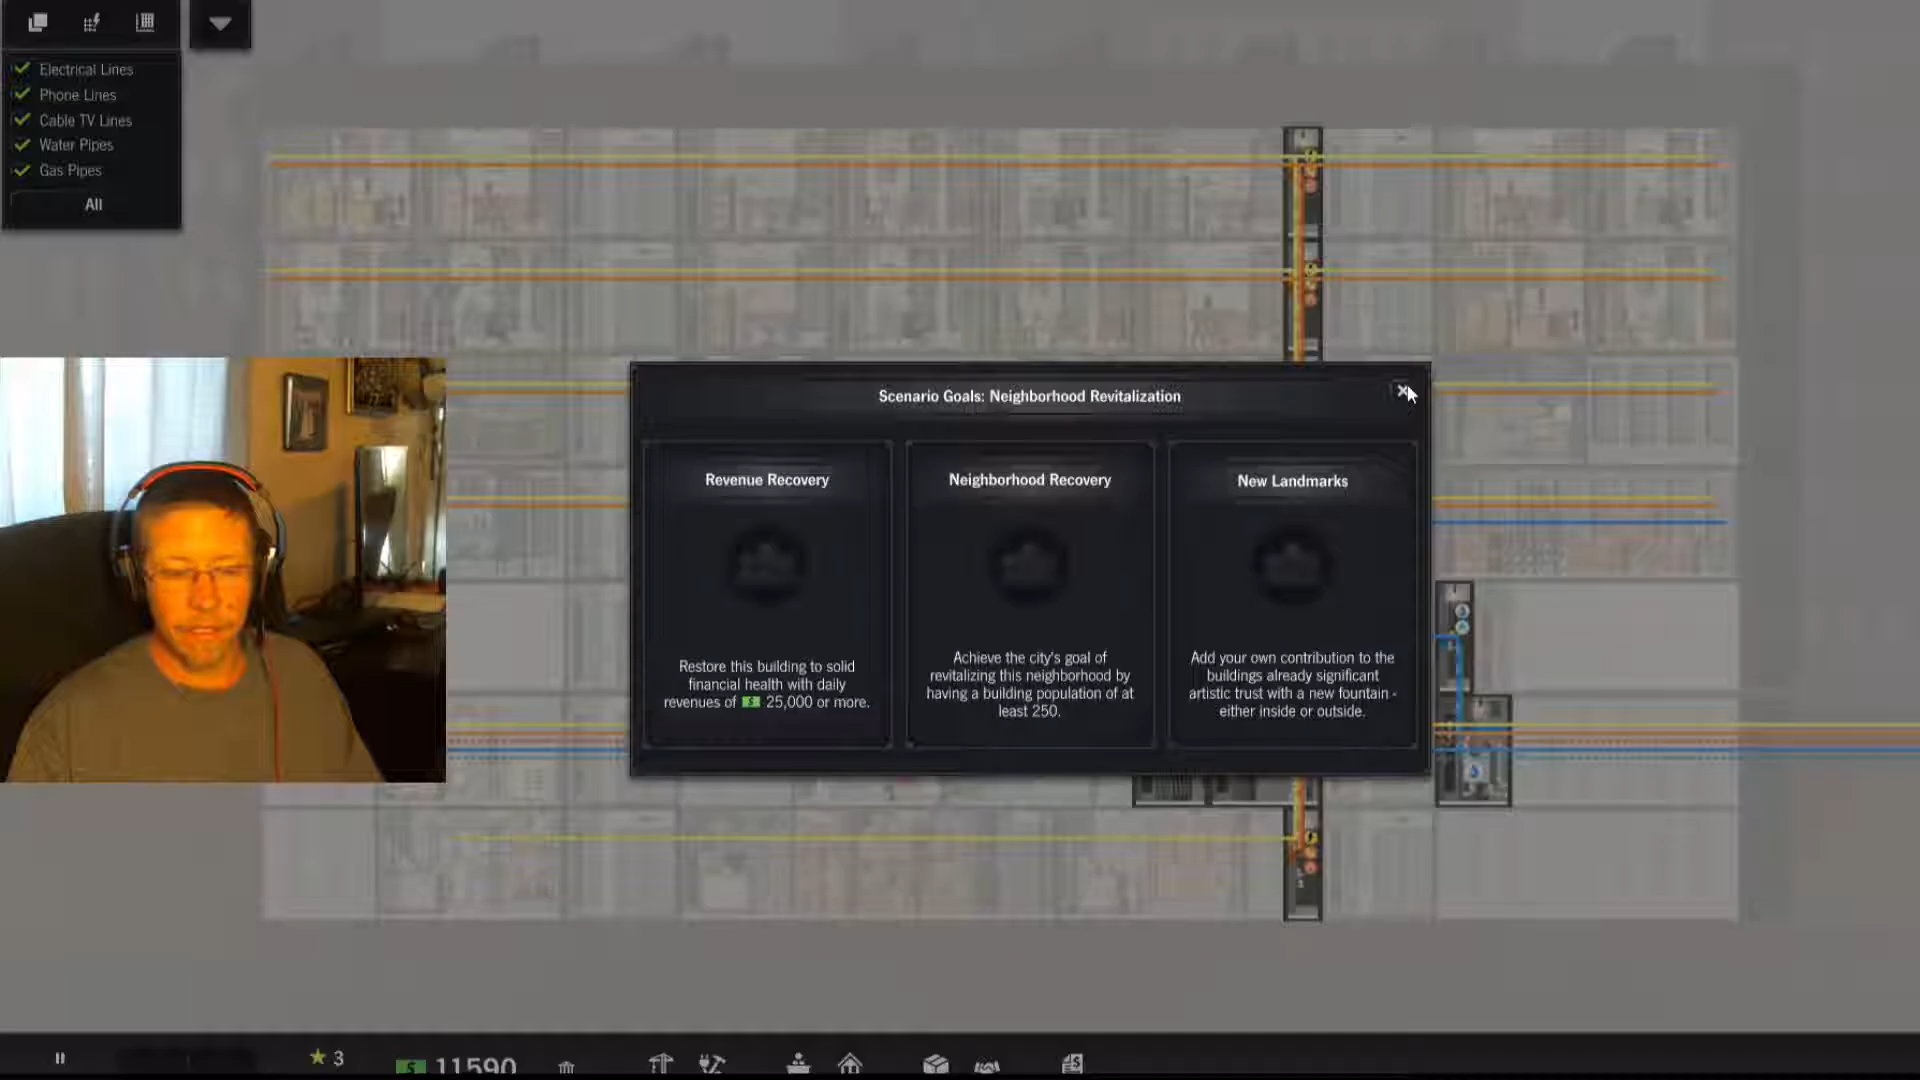 Electrical Lines
Phone Lines
Cable TV Lines
Water Pipes
Gas Pipes
All
Scenario Goals: Neighborhood Revitalization
Revenue Recovery
Restore this building to solid
financial health with daily
revenues of $ 25,000 or more.
Neighborhood Recovery
Achieve the city's goal of
revitalizing this neighborhood by
having a building population of at
least 250.
New Landmarks
Add your own contribution to the
buildings already significant
artistic trust with a new fountain -
either inside or outside.
3
$ 11590